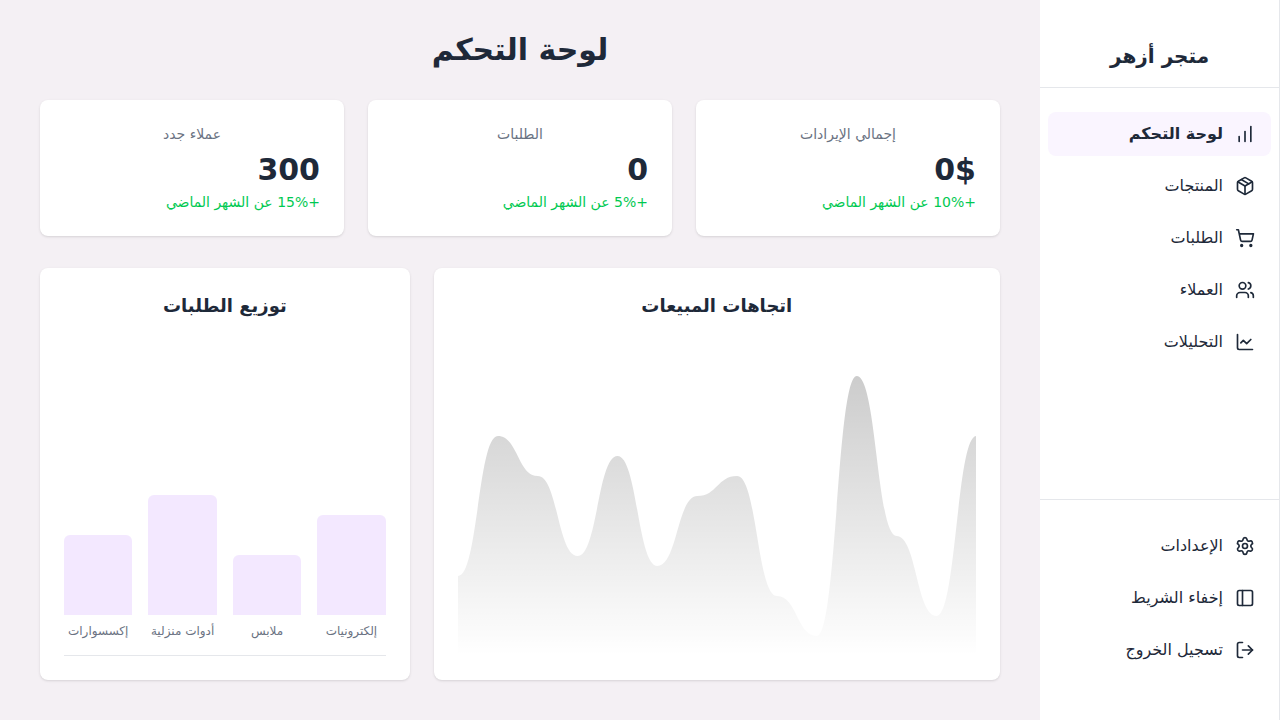 متجر أزهر
لوحة التحكم
المنتجات
الطلبات
العملاء
التحليلات
الإعدادات
إخفاء الشريط
تسجيل الخروج
لوحة التحكم
إجمالي الإيرادات
0$
+10% عن الشهر الماضي
الطلبات
0
+5% عن الشهر الماضي
عملاء جدد
300
+15% عن الشهر الماضي
اتجاهات المبيعات
توزيع الطلبات
إلكترونيات
ملابس
أدوات منزلية
إكسسوارات